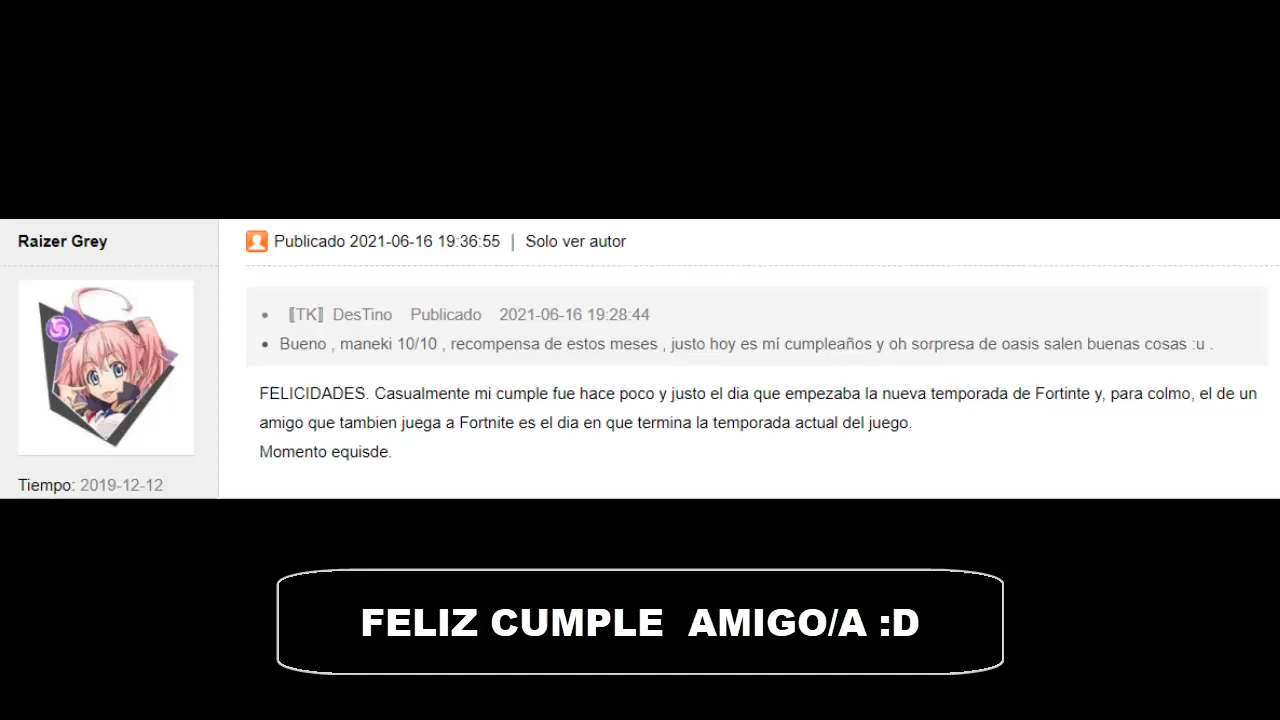 Raizer Grey
Publicado 2021-06-16 19:36:55 | Solo ver autor
• 〖TK〗 DesTino Publicado 2021-06-16 19:28:44
• Bueno , maneki 10/10 , recompensa de estos meses , justo hoy es mí cumpleaños y oh sorpresa de oasis salen buenas cosas :u .
FELICIDADES. Casualmente mi cumple fue hace poco y justo el dia que empezaba la nueva temporada de Fortinte y, para colmo, el de un
amigo que tambien juega a Fortnite es el dia en que termina la temporada actual del juego.
Momento equisde.
Tiempo: 2019-12-12
FELIZ CUMPLE AMIGO/A :D